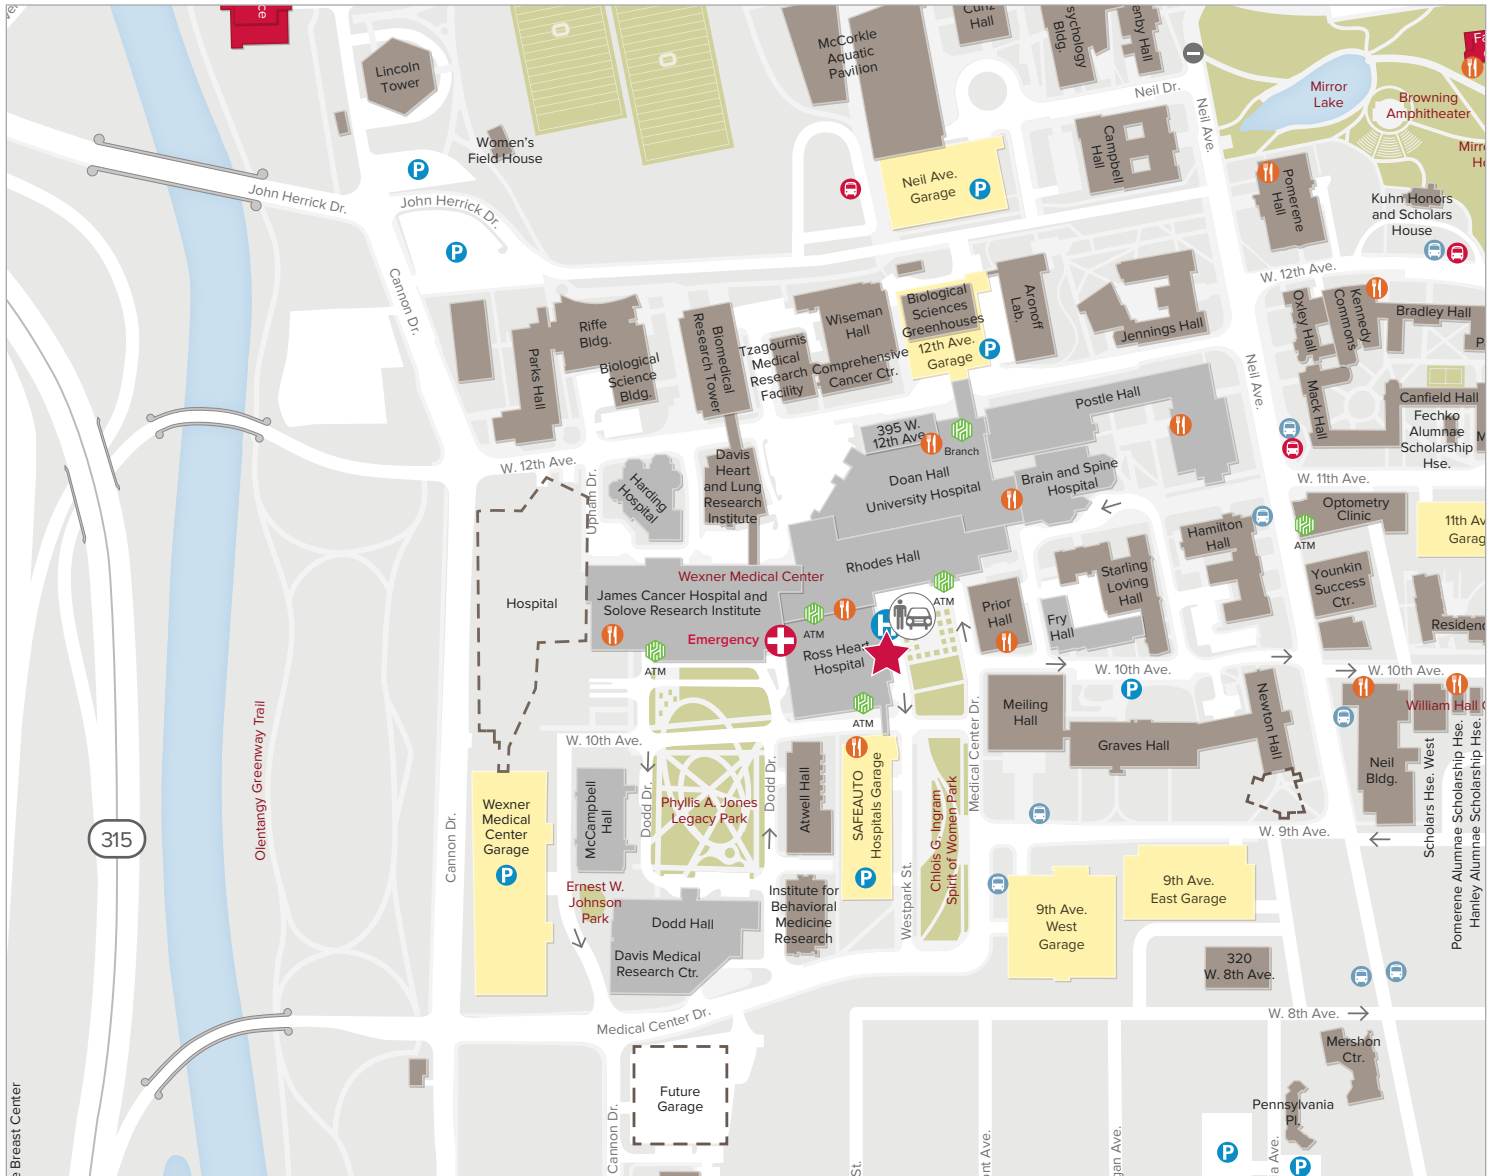 Lincoln
Tower
McCorkle
Aquatic
Pavilion
Hall
Bldg.
Neil Dr.
Neil Ave.
Mirror
Lake
Browning
Amphitheater
Women's
Field House
P
John Herrick Dr.
John Herrick Dr.
P
Neil Ave.
Garage
P
Campbell
Hall
Pomerene
Hall
Kuhn Honors
and Scholars
House
W. 12th Ave.
Cannon Dr.
Parks Hall
Riffe
Bldg.
Biological
Science
Bldg.
Biomedical
Research Tower
Tzagournis
Medical
Research
Facility
Wiseman
Hall
Comprehensive
Cancer Ctr.
Biological
Sciences
Greenhouses
12th Ave.
Garage
P
Aronoff
Lab.
Jennings Hall
Neil Ave.
Oxley Hall
Kennedy
Commons
Bradley Hall
Mack Hall
Canfield Hall
Fechko
Alumnae
Scholarship
Hse.
Postle Hall
395 W.
12th Ave.
Branch
Doan Hall
University Hospital
Brain and Spine
Hospital
W. 12th Ave.
Upham Dr.
Harding
Hospital
Davis
Heart
and Lung
Research
Institute
W. 11th Ave.
Optometry
Clinic
ATM
Hamilton
Hall
Rhodes Hall
ATM
Wexner Medical Center
James Cancer Hospital and
Solove Research Institute
Emergency
ATM
ATM
Hospital
H
Ross Heart
Hospital
ATM
Prior
Hall
Fry
Hall
Starling
Loving
Hall
Younkin
Success
Ctr.
W. 10th Ave.
W. 10th Ave.
P
W. 10th Ave.
Meiling
Hall
Graves Hall
Newton Hall
William Hall
Neil
Bldg.
Scholars Hse. West
Pomerene Alumnae Scholarship Hse.
Hanley Alumnae Scholarship Hse.
Olentangy Greenway Trail
315
Cannon Dr.
Wexner
Medical
Center
Garage
P
McCampbell
Hall
Dodd Dr.
Phyllis A. Jones
Legacy Park
Dodd Dr.
Atwell Hall
SAFEAUTO
Hospitals Garage
P
Westpark St.
Chlois G. Ingram
Spirit of Women Park
Medical Center Dr.
W. 9th Ave.
Ernest W.
Johnson
Park
Dodd Hall
Davis Medical
Research Ctr.
Institute for
Behavioral
Medicine
Research
9th Ave.
West
Garage
9th Ave.
East Garage
320
W. 8th Ave.
W. 8th Ave.
Medical Center Dr.
Future
Garage
Cannon Dr.
St.
Mershon
Ctr.
Pennsylvania
Pl.
P
P
Breast Center